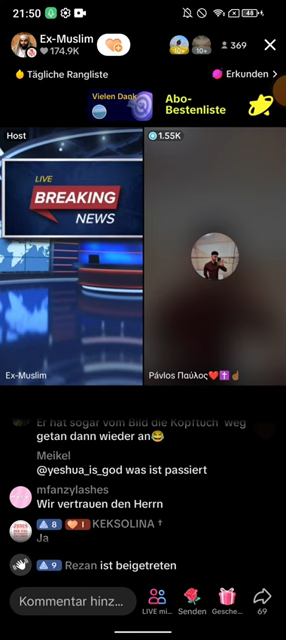 21:50
48
Ex-Muslim
174.9K
10+
10+
369
Tägliche Rangliste
Erkunden >
Vielen Dank
Abo-
Bestenliste
Host
1.55K
LIVE
BREAKING
NEWS
Ex-Muslim
Pávlos Παύλος❤️✝️☝🏾
Er hat sogar vom Bild die Kopftuch weg
getan dann wieder an😂
Meikel
@yeshua_is_god was ist passiert
mfanzylashes
Wir vertrauen den Herrn
8 I KEKSOLINA ✝
Ja
9 Rezan ist beigetreten
Kommentar hinz...
LIVE mi...
Senden
Gesche...
69